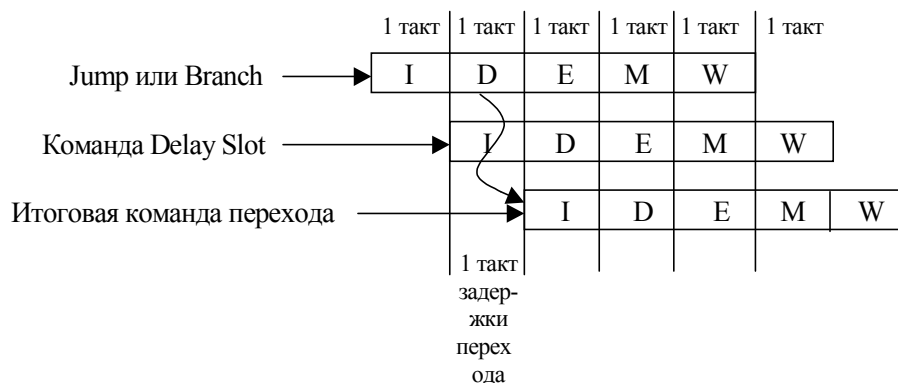 1 такт 1 такт 1 такт 1 такт 1 такт 1 такт
Jump или Branch I D E M W
Команда Delay Slot I D E M W
Итоговая команда перехода I D E M W
1 такт
задер-
жки
перех
ода